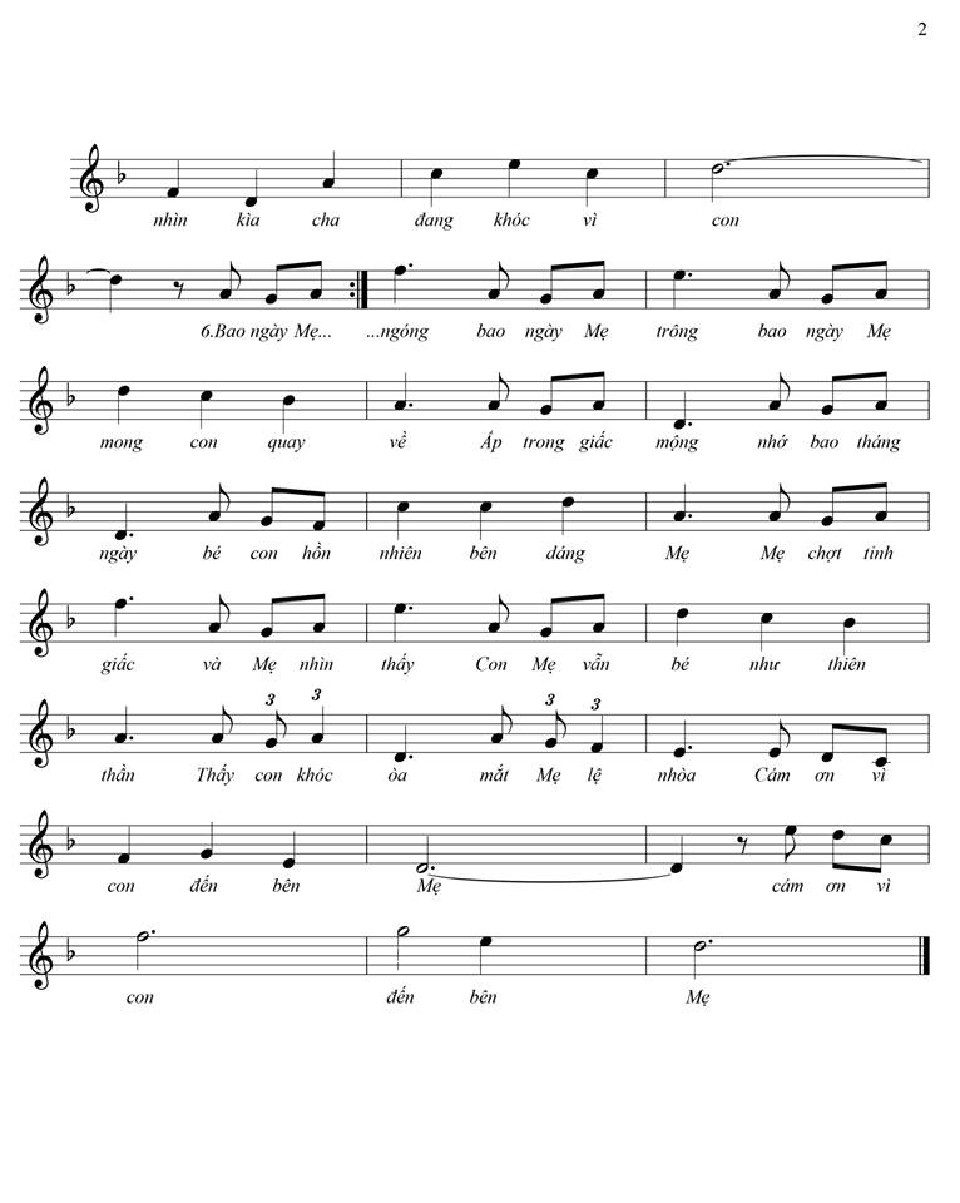 2
nhìn kìa cha đang khóc vì con
6.Bao ngày Mẹ... ...ngóng bao ngày Mẹ trông bao ngày Mẹ
mong con quay về Ấp trong giấc mộng nhớ bao tháng
ngày bé con hồn nhiên bên dáng Mẹ Mẹ chợt tỉnh
giấc và Mẹ nhìn thấy Con Mẹ vẫn bé như thiên
3 3 3 3
thần Thấy con khóc òa mắt Mẹ lệ nhòa Cảm ơn vì
con đến bên Mẹ cảm ơn vì
con đến bên Mẹ